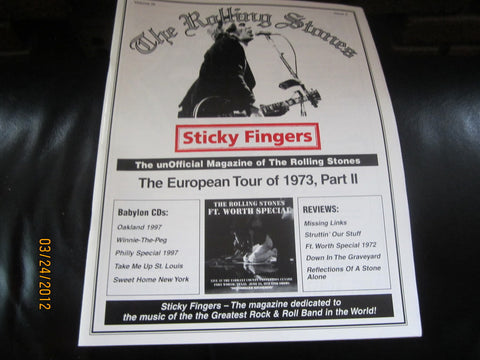 The Rolling Stones
Sticky Fingers
The unOfficial Magazine of The Rolling Stones
The European Tour of 1973, Part II
Babylon CDs:
Oakland 1997
Winnie-The-Peg
Philly Special 1997
Take Me Up St. Louis
Sweet Home New York
THE ROLLING STONES
FT. WORTH SPECIAL
REVIEWS:
Missing Links
Struttin' Our Stuff
Ft. Worth Special 1972
Down In The Graveyard
Reflections Of A Stone
Alone
Sticky Fingers – The magazine dedicated to
the music of the the Greatest Rock & Roll Band in the World!
03/24/2012